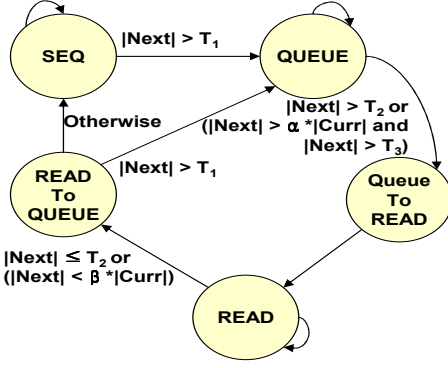 SEQ
|Next| > T1
QUEUE
|Next| > T2 or
(|Next| > α *|Curr| and
|Next| > T3)
Otherwise
|Next| > T1
READ
To
QUEUE
Queue
To
READ
|Next| ≤ T2 or
(|Next| < β *|Curr|)
READ